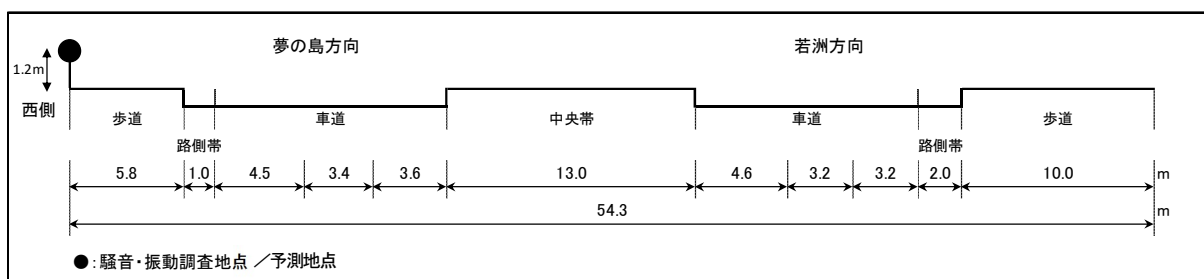 夢の島方向 若洲方向
1.2m
西側
歩道 車道 中央帯 車道 歩道
路側帯 路側帯
5.8 1.0 4.5 3.4 3.6 13.0 4.6 3.2 3.2 2.0 10.0 m
54.3 m
●:騒音・振動調査地点 /予測地点